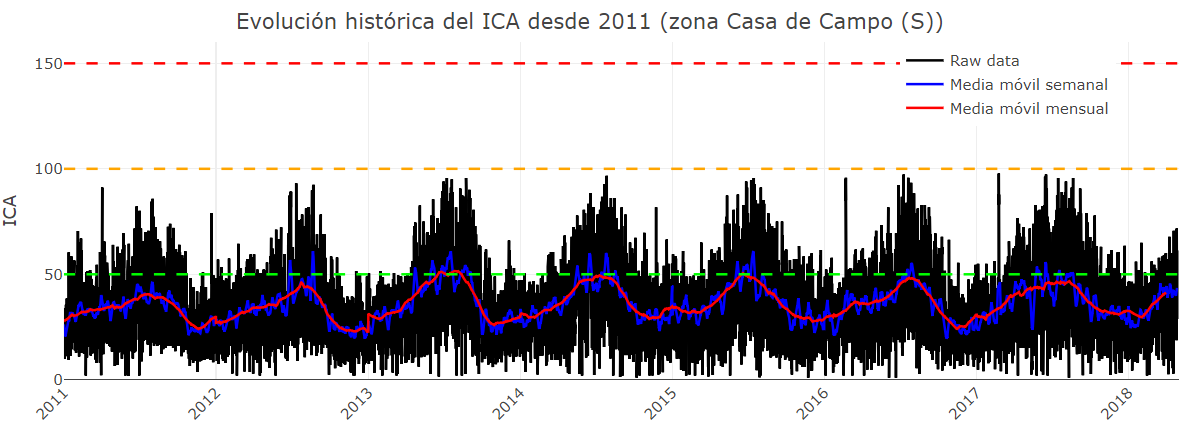 Evolución histórica del ICA desde 2011 (zona Casa de Campo (S))
150
100
50
0
ICA
Raw data
Media móvil semanal
Media móvil mensual
2011
2012
2013
2014
2015
2016
2017
2018